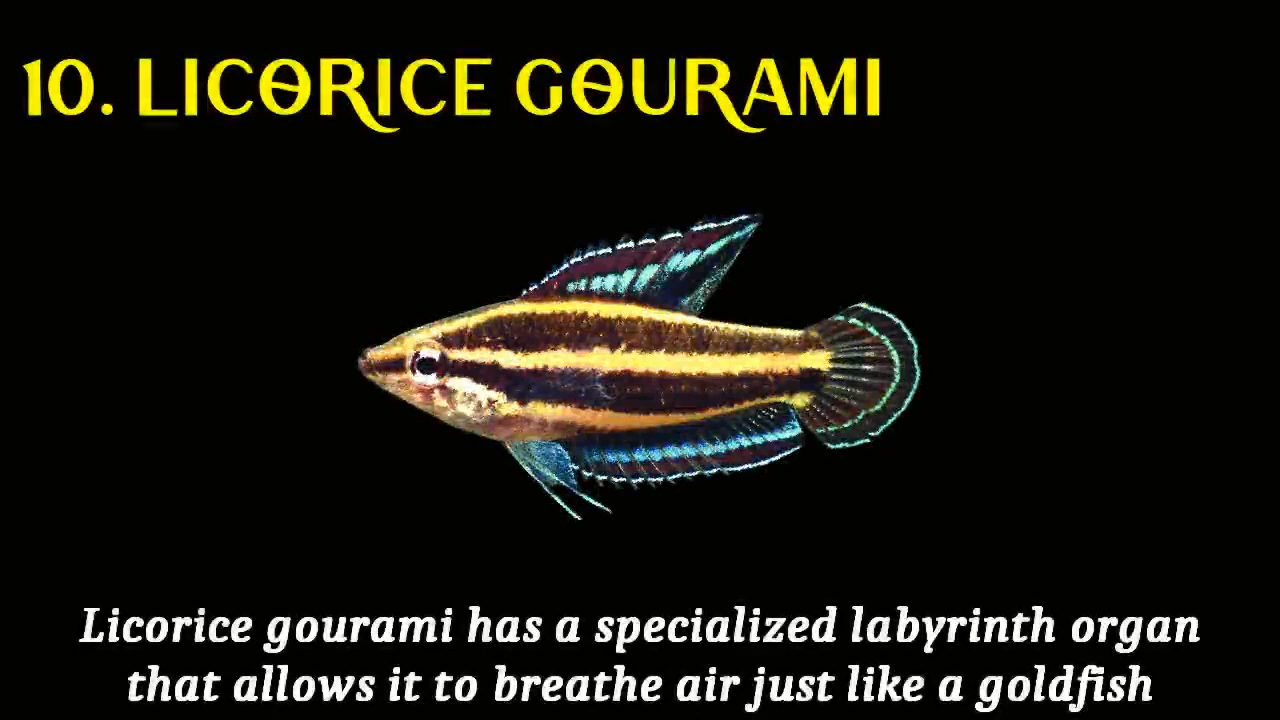 10. LICORICE GOURAMI
Licorice gourami has a specialized labyrinth organ
that allows it to breathe air just like a goldfish